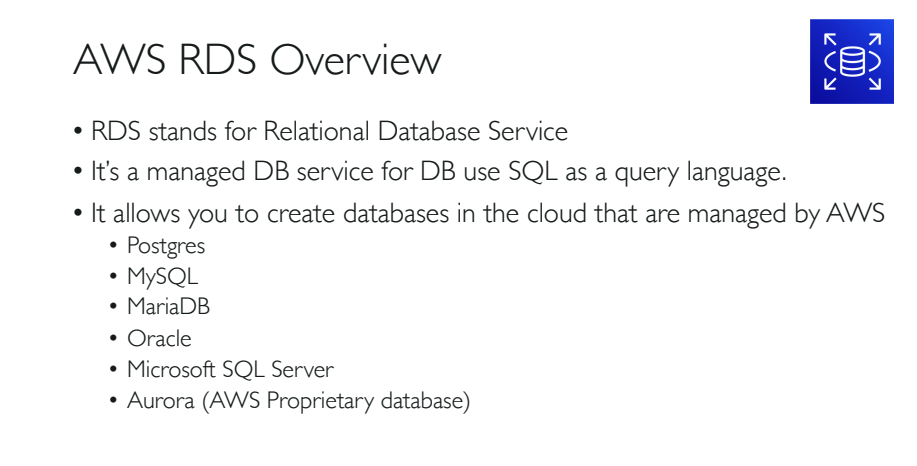 AWS RDS Overview
• RDS stands for Relational Database Service
• It’s a managed DB service for DB use SQL as a query language.
• It allows you to create databases in the cloud that are managed by AWS
• Postgres
• MySQL
• MariaDB
• Oracle
• Microsoft SQL Server
• Aurora (AWS Proprietary database)